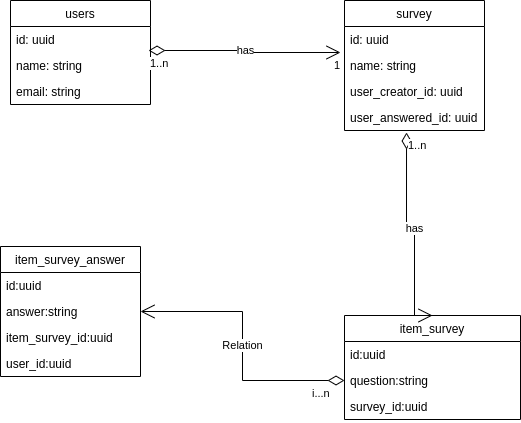 users
id: uuid
name: string
email: string
1..n
has
1
survey
id: uuid
name: string
user_creator_id: uuid
user_answered_id: uuid
1..n
has
item_survey_answer
id:uuid
answer:string
item_survey_id:uuid
user_id:uuid
Relation
i...n
item_survey
id:uuid
question:string
survey_id:uuid